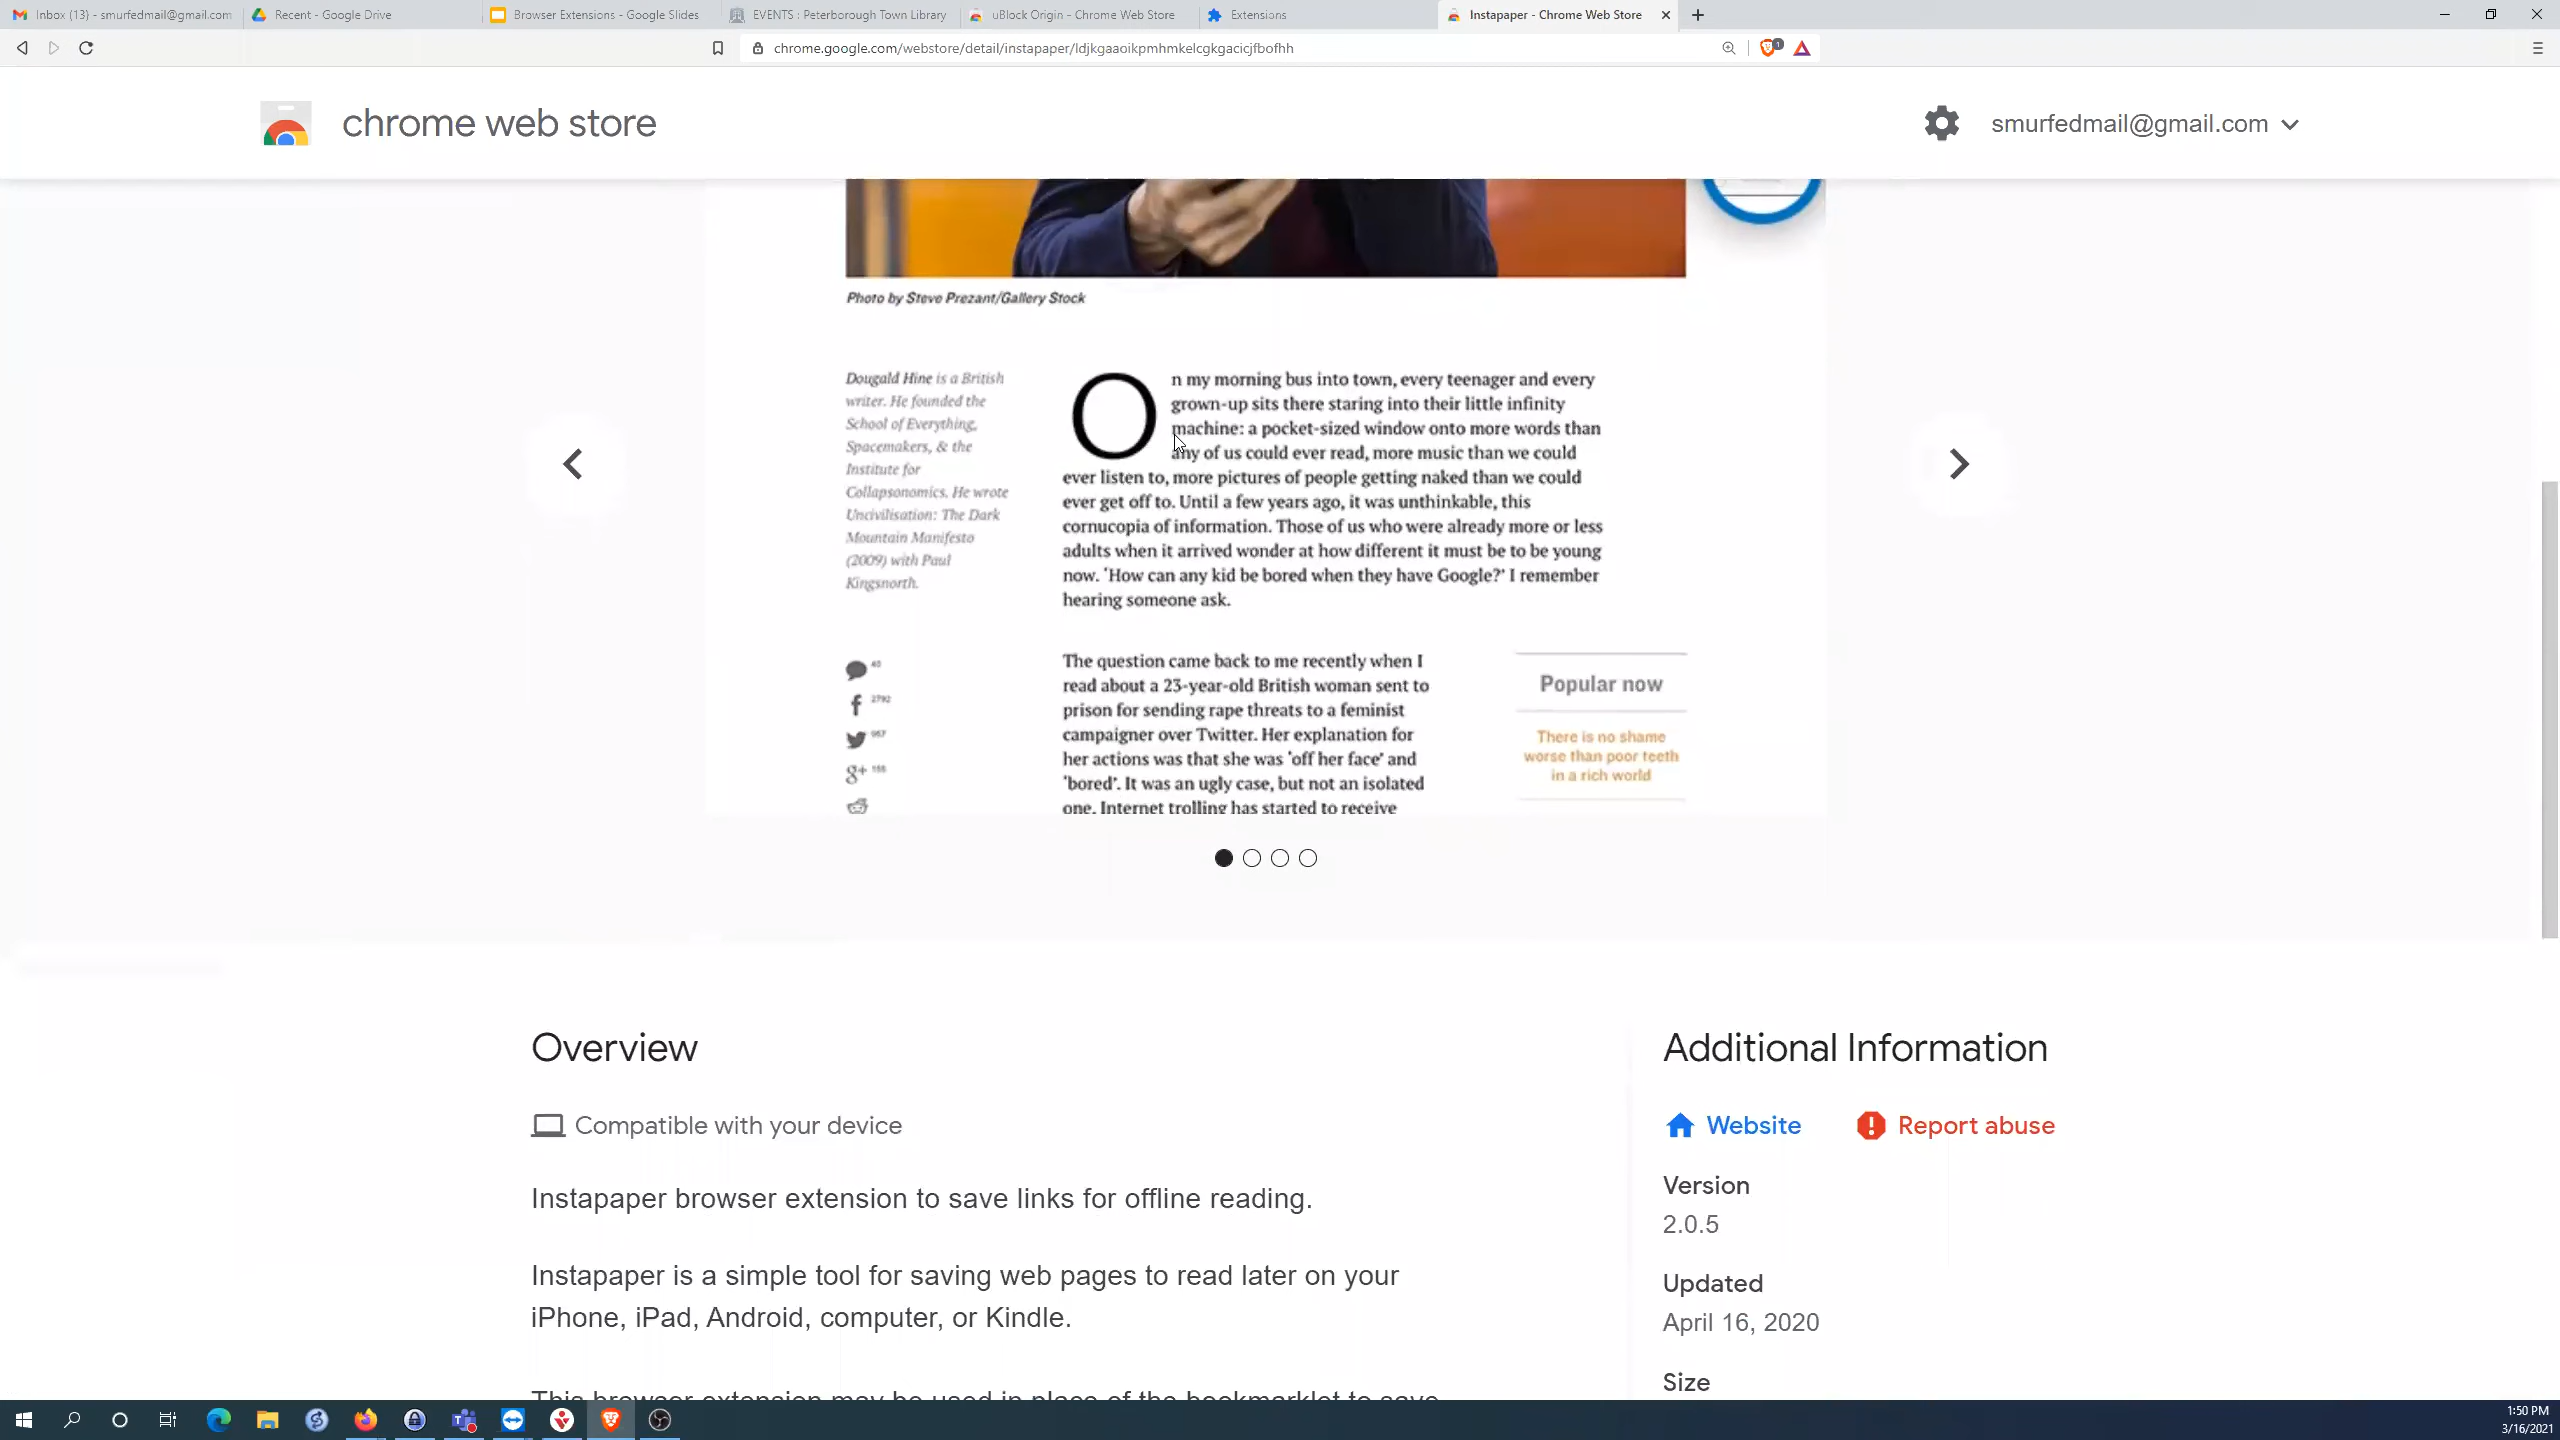 Inbox (13) - smurfedmail@gmail.com
Recent - Google Drive
Browser Extensions - Google Slides
EVENTS : Peterborough Town Library
uBlock Origin - Chrome Web Store
Extensions
Instapaper - Chrome Web Store
chrome.google.com/webstore/detail/instapaper/ldjkgaaoikpmhmkelcgkgacicjfbofhh
chrome web store
smurfedmail@gmail.com
Photo by Steve Prezant/Gallery Stock
Dougald Hine is a British
writer. He founded the
School of Everything,
Spacemakers, & the
Institute for
Collapsonomics. He wrote
Uncivilisation: The Dark
Mountain Manifesto
(2009) with Paul
Kingsnorth.
On my morning bus into town, every teenager and every
grown-up sits there staring into their little infinity
machine: a pocket-sized window onto more words than
any of us could ever read, more music than we could
ever listen to, more pictures of people getting naked than we could
ever get off to. Until a few years ago, it was unthinkable, this
cornucopia of information. Those of us who were already more or less
adults when it arrived wonder at how different it must be to be young
now. 'How can any kid be bored when they have Google?' I remember
hearing someone ask.
2792
The question came back to me recently when I
read about a 23-year-old British woman sent to
prison for sending rape threats to a feminist
campaigner over Twitter. Her explanation for
her actions was that she was 'off her face' and
'bored'. It was an ugly case, but not an isolated
one. Internet trolling has started to receive
Popular now
There is no shame
worse than poor teeth
in a rich world
Overview
Compatible with your device
Instapaper browser extension to save links for offline reading.
Instapaper is a simple tool for saving web pages to read later on your
iPhone, iPad, Android, computer, or Kindle.
This browser extension may be used in place of the bookmarklet to save
Additional Information
Website
Report abuse
Version
2.0.5
Updated
April 16, 2020
Size
1:50 PM
3/16/2021